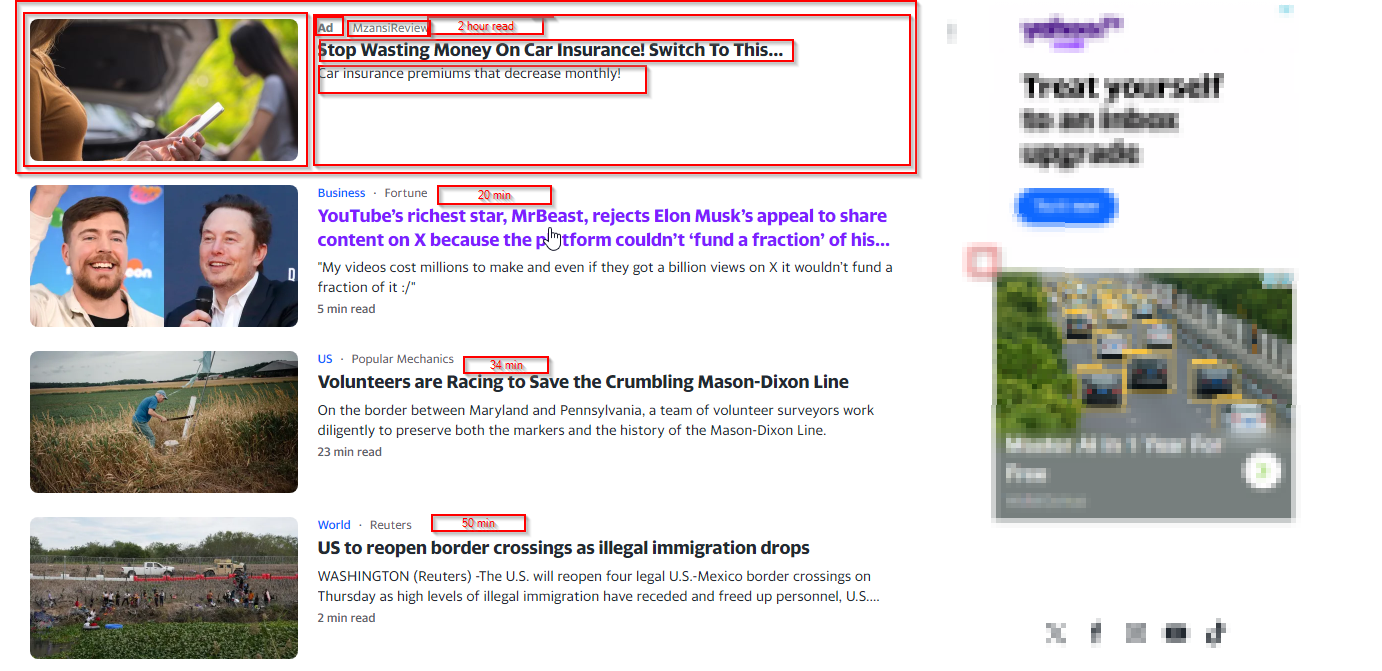 Ad MzansiReview 2 hour read
Stop Wasting Money On Car Insurance! Switch To This...
Car insurance premiums that decrease monthly!
Business · Fortune 20 min
YouTube’s richest star, MrBeast, rejects Elon Musk’s appeal to share
content on X because the platform couldn’t ‘fund a fraction’ of his...
"My videos cost millions to make and even if they got a billion views on X it wouldn’t fund a
fraction of it :/"
5 min read
US · Popular Mechanics 34 min
Volunteers are Racing to Save the Crumbling Mason-Dixon Line
On the border between Maryland and Pennsylvania, a team of volunteer surveyors work
diligently to preserve both the markers and the history of the Mason-Dixon Line.
23 min read
World · Reuters 50 min
US to reopen border crossings as illegal immigration drops
WASHINGTON (Reuters) -The U.S. will reopen four legal U.S.-Mexico border crossings on
Thursday as high levels of illegal immigration have receded and freed up personnel, U.S....
2 min read
Treat yourself
to an inbox
upgrade
Master AI in 1 Year For
Free